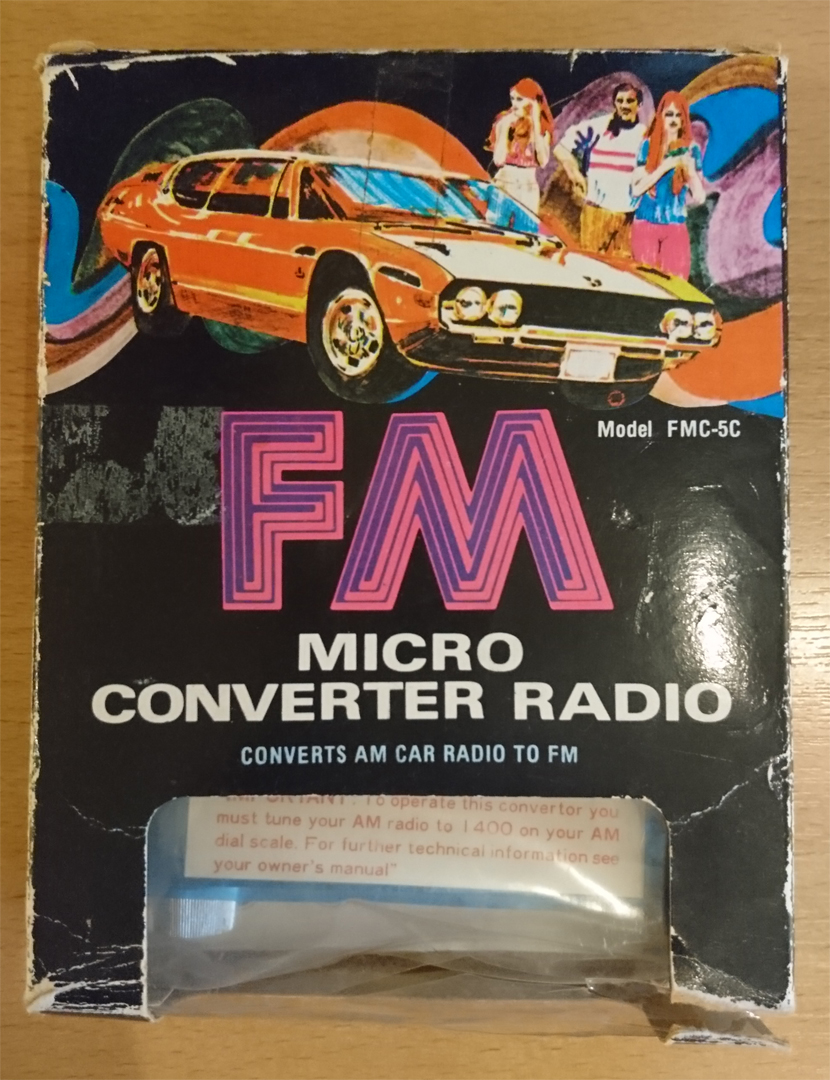 Model FMC-5C
FM
MICRO
CONVERTER RADIO
CONVERTS AM CAR RADIO TO FM
"IMPORTANT : To operate this convertor you
must tune your AM radio to 1400 on your AM
dial scale. For further technical information see
your owner's manual"